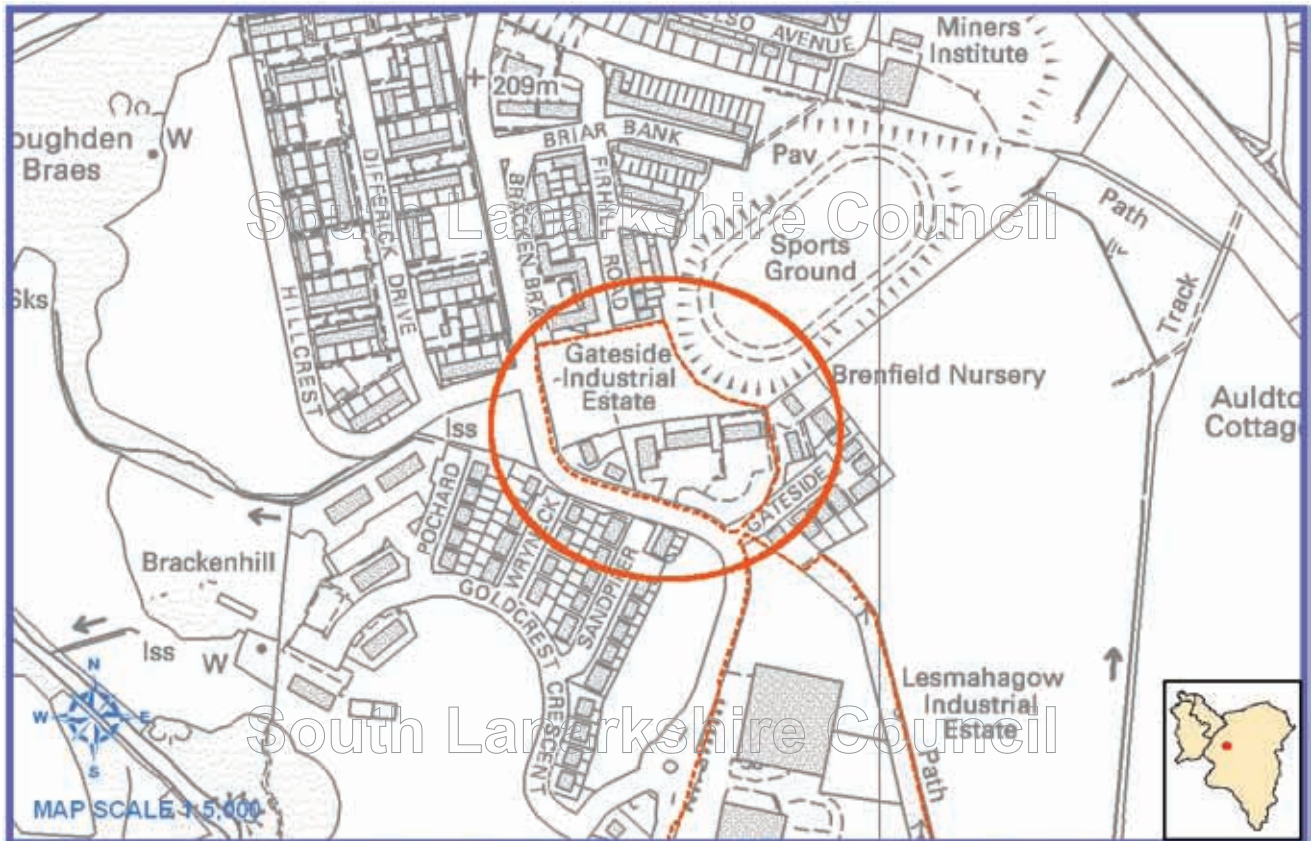 ELSO AVENUE
Miners
Institute
209m
oughden
Braes
W
BRIAR BANK
Pav
DIFFERICK DRIVE
BRACKEN BRA
FIRHILL ROAD
Path
South Lanarkshire Council
Sports
Ground
Sks
HILLCREST
Track
Gateside
-Industrial
Estate
Brenfield Nursery
Auldto
Cottag
Iss
POCHARD
WRYNECK
SANDPIPER
GATESIDE
Brackenhill
GOLDCREST CRESCENT
Iss
W
Lesmahagow
Industrial
Estate
N
W E
S
South Lanarkshire Council
Path
MAP SCALE 1:5,000